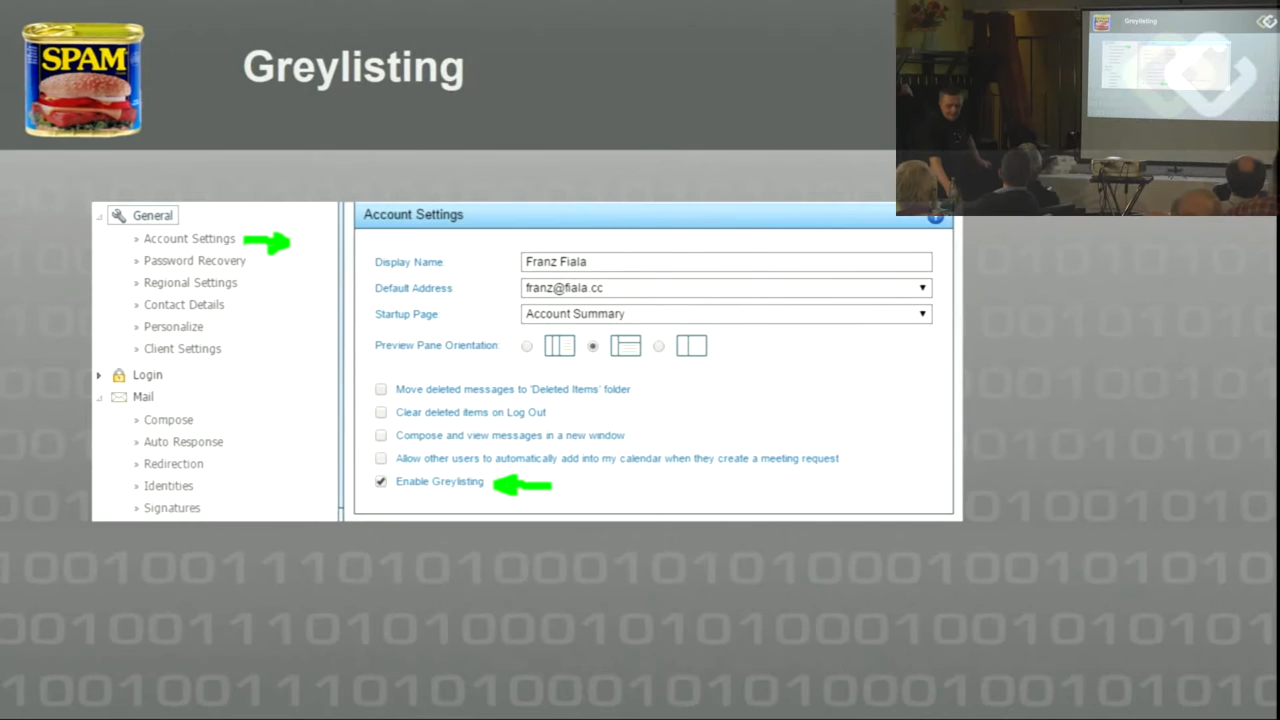 SPAM
Greylisting
Greylisting
General
» Account Settings
» Password Recovery
» Regional Settings
» Contact Details
» Personalize
» Client Settings
Login
Mail
» Compose
» Auto Response
» Redirection
» Identities
» Signatures
Account Settings
Display Name
Franz Fiala
Default Address
franz@fiala.cc
Startup Page
Account Summary
Preview Pane Orientation:
Move deleted messages to 'Deleted Items' folder
Clear deleted items on Log Out
Compose and view messages in a new window
Allow other users to automatically add into my calendar when they create a meeting request
Enable Greylisting